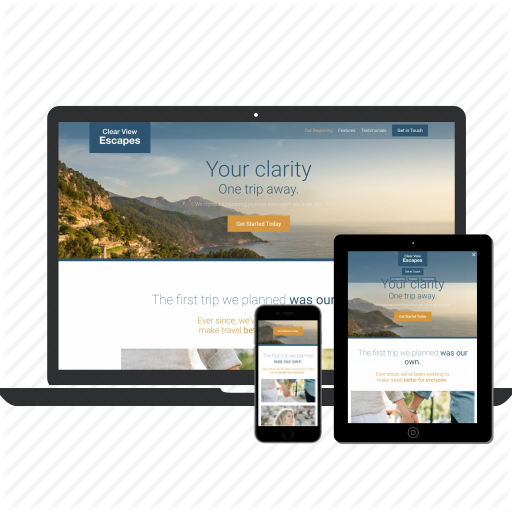 Clear View
Escapes
Our Beginning Features Testimonials Get in Touch
Your clarity
One trip away.
Get Started Today
The first trip we planned was our
Ever since, we've
make travel
Clear View
Escapes
Get in Touch
Your clarity
One trip away.
Get Started Today
The first trip we planned was our
own.
Ever since, we've been working to
make travel better for everyone.
The first trip we planned
was our own.